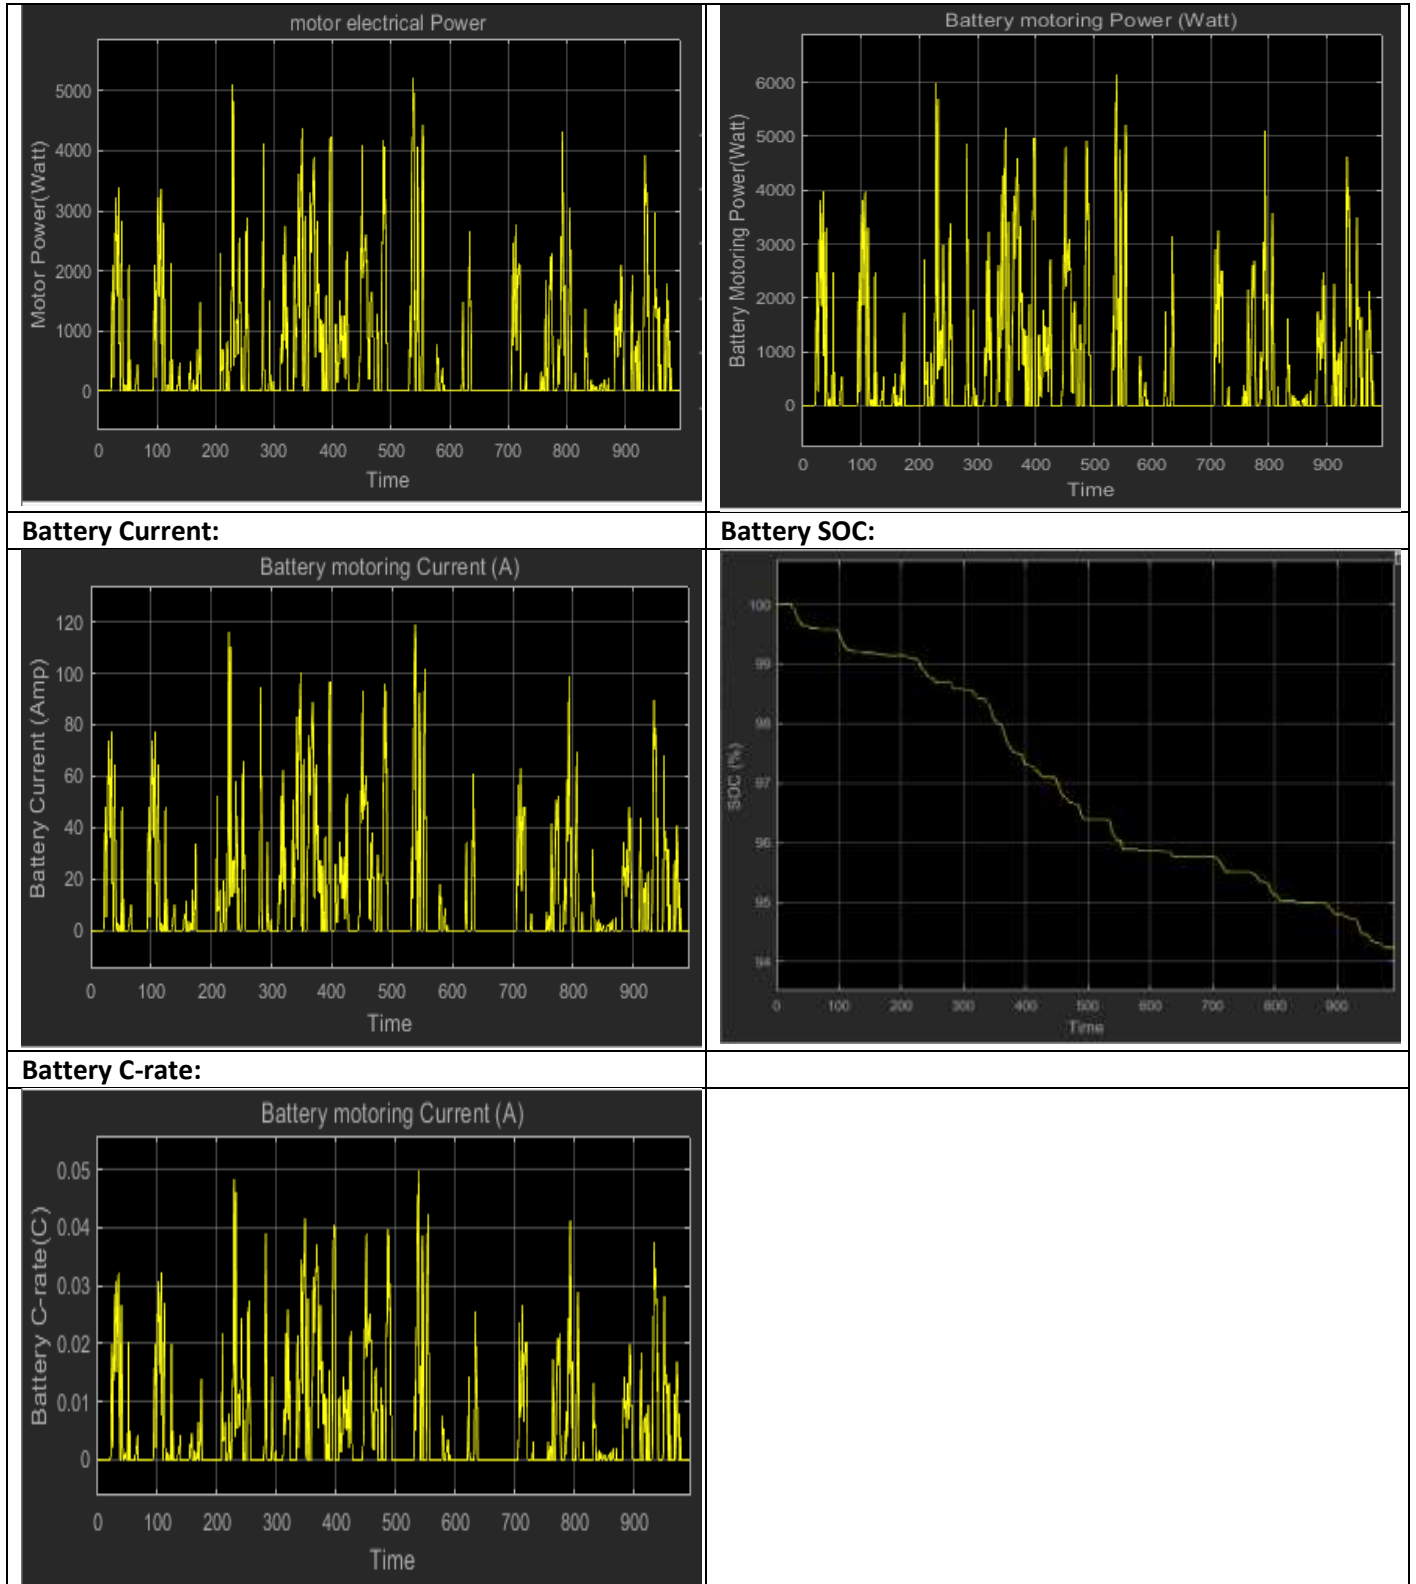 motor electrical Power
Motor Power(Watt)
5000
4000
3000
2000
1000
0
0 100 200 300 400 500 600 700 800 900
Time
Battery motoring Power (Watt)
Battery Motoring Power(Watt)
6000
5000
4000
3000
2000
1000
0
0 100 200 300 400 500 600 700 800 900
Time
Battery Current:
Battery SOC:
Battery motoring Current (A)
Battery Current (Amp)
120
100
80
60
40
20
0
0 100 200 300 400 500 600 700 800 900
Time
SOC (%)
100
99
98
97
96
95
94
0 100 200 300 400 500 600 700 800 900
Time
Battery C-rate:
Battery motoring Current (A)
Battery C-rate(C)
0.05
0.04
0.03
0.02
0.01
0
0 100 200 300 400 500 600 700 800 900
Time